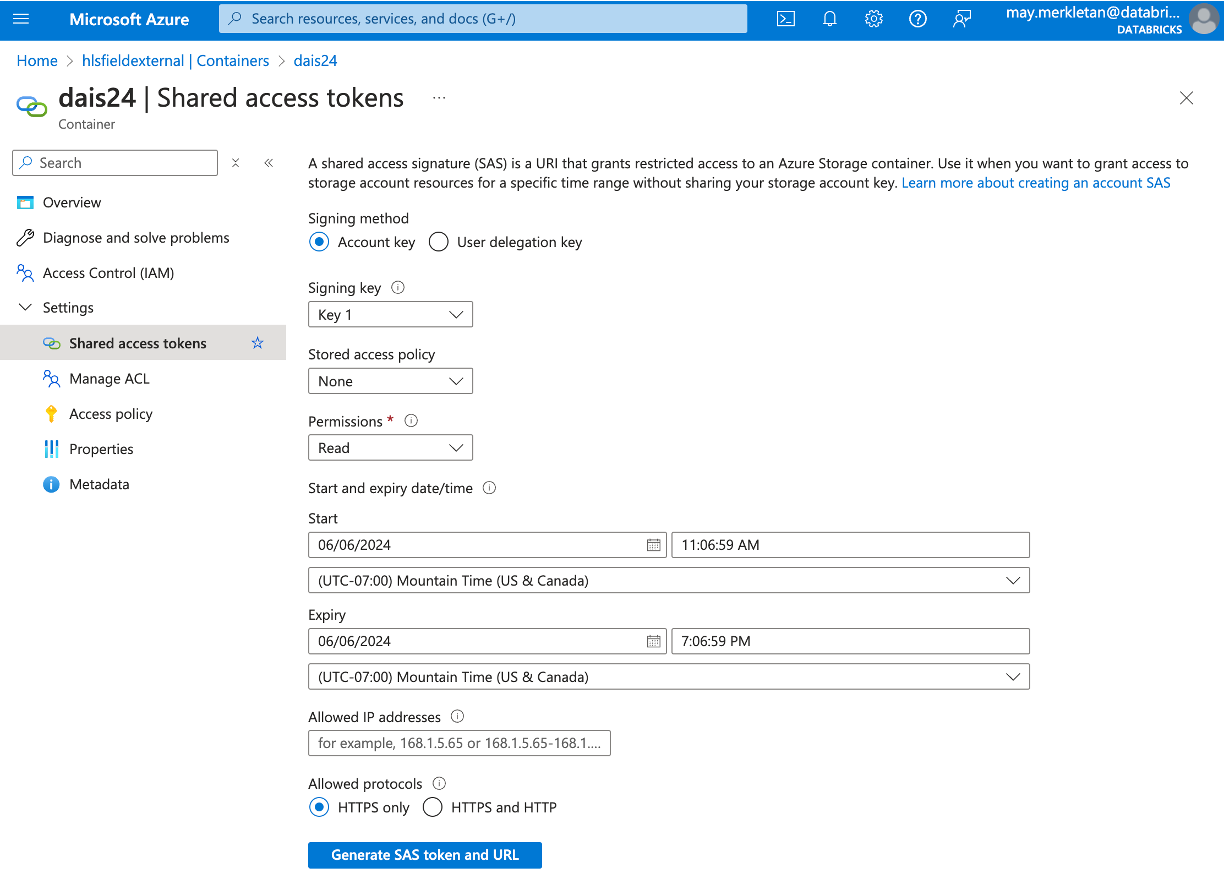 Microsoft Azure
Search resources, services, and docs (G+/)
may.merkletan@databri...
DATABRICKS
Home > hlsfieldexternal | Containers > dais24
dais24 | Shared access tokens ...
Container
Search
Overview
Diagnose and solve problems
Access Control (IAM)
Settings
Shared access tokens
Manage ACL
Access policy
Properties
Metadata
A shared access signature (SAS) is a URI that grants restricted access to an Azure Storage container. Use it when you want to grant access to
storage account resources for a specific time range without sharing your storage account key. Learn more about creating an account SAS
Signing method
Account key User delegation key
Signing key
Key 1
Stored access policy
None
Permissions *
Read
Start and expiry date/time
Start
06/06/2024 11:06:59 AM
(UTC-07:00) Mountain Time (US & Canada)
Expiry
06/06/2024 7:06:59 PM
(UTC-07:00) Mountain Time (US & Canada)
Allowed IP addresses
for example, 168.1.5.65 or 168.1.5.65-168.1....
Allowed protocols
HTTPS only HTTPS and HTTP
Generate SAS token and URL